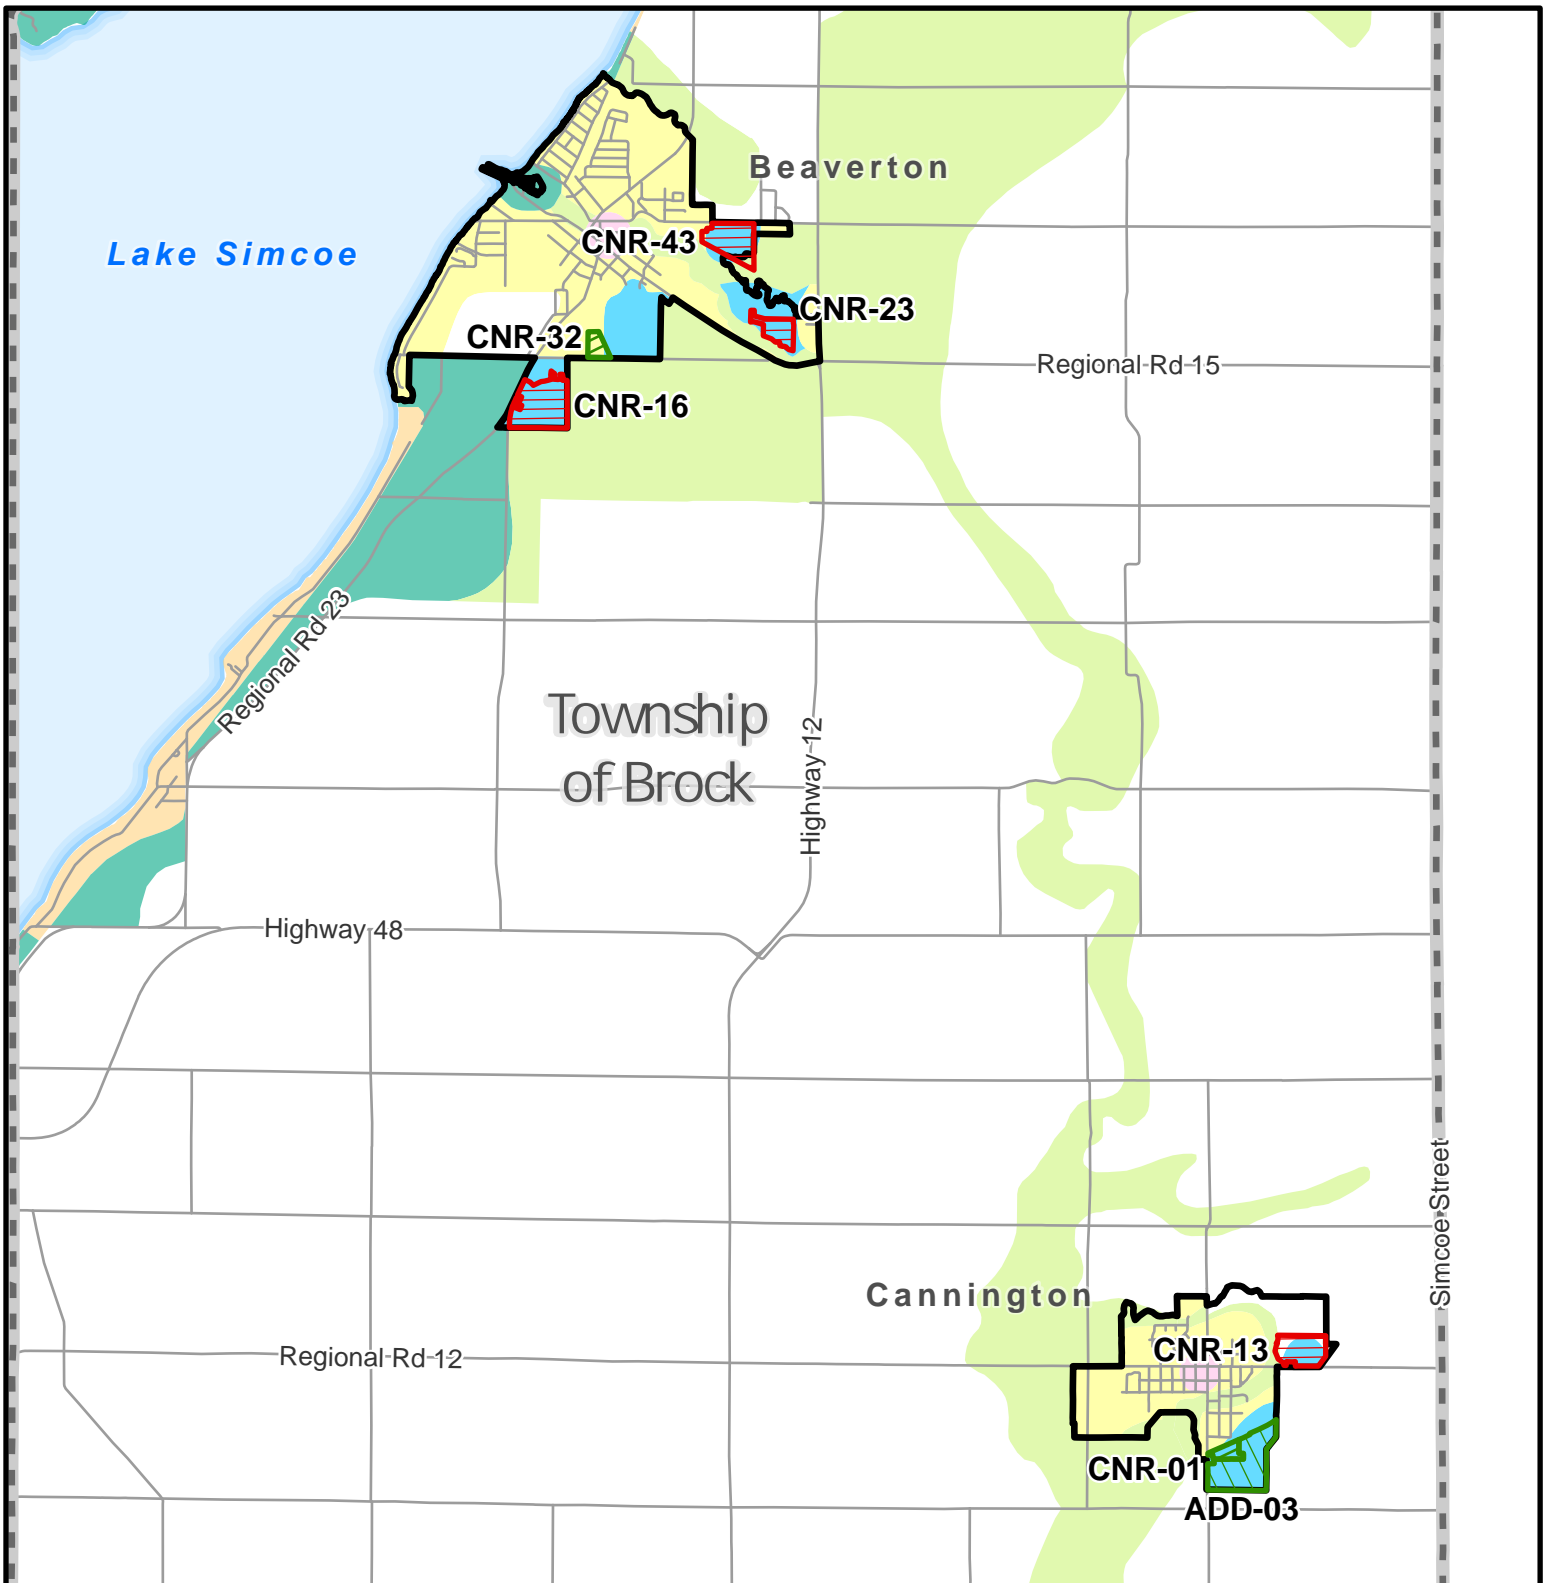 Beaverton
CNR-43
Lake Simcoe
CNR-23
CNR-32
Regional Rd 15
CNR-16
Regional Rd 23
Township
of Brock
Highway 12
Highway 48
Simcoe Street
Cannington
CNR-13
Regional Rd 12
CNR-01
ADD-03